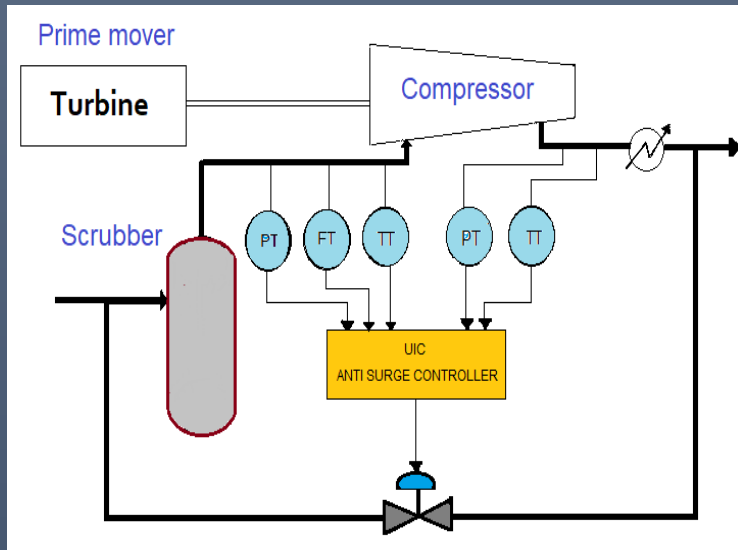 Prime mover
Turbine
Compressor
Scrubber
PT
FT
TT
PT
TT
UIC
ANTI SURGE CONTROLLER